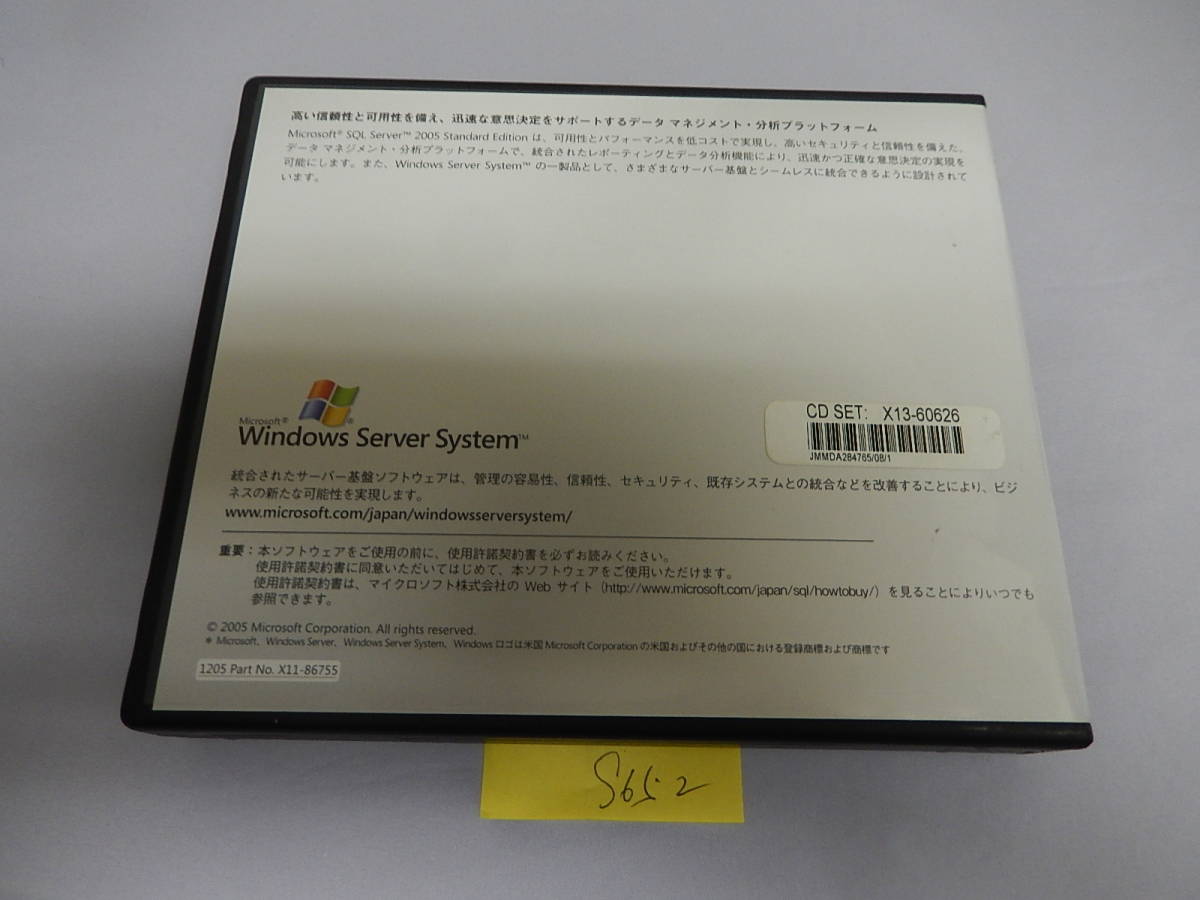 高い信頼性と可用性を備え、迅速な意思決定をサポートするデータ マネジメント・分析プラットフォーム
Microsoft® SQL Server™ 2005 Standard Edition は、可用性とパフォーマンスを低コストで実現し、高いセキュリティと信頼性を備えた、
データ マネジメント・分析プラットフォームで、統合されたレポーティングとデータ分析機能により、迅速かつ正確な意思決定の実現を
可能にします。また、Windows Server System™ の一製品として、さまざまなサーバー基盤とシームレスに統合できるように設計されて
います。
Microsoft®
Windows Server System™
CD SET: X13-60626
JMMDA284765/08/1
統合されたサーバー基盤ソフトウェアは、管理の容易性、信頼性、セキュリティ、既存システムとの統合などを改善することにより、ビジ
ネスの新たな可能性を実現します。
www.microsoft.com/japan/windowsserversystem/
重要：本ソフトウェアをご使用の前に、使用許諾契約書を必ずお読みください。
使用許諾契約書に同意いただいてはじめて、本ソフトウェアをご使用いただけます。
使用許諾契約書は、マイクロソフト株式会社の Web サイト（http://www.microsoft.com/japan/sql/howtobuy/）を見ることによりいつでも
参照できます。
© 2005 Microsoft Corporation. All rights reserved.
* Microsoft、Windows Server、Windows Server System、Windows ロゴは米国 Microsoft Corporation の米国およびその他の国における登録商標および商標です
1205 Part No. X11-86755
S652